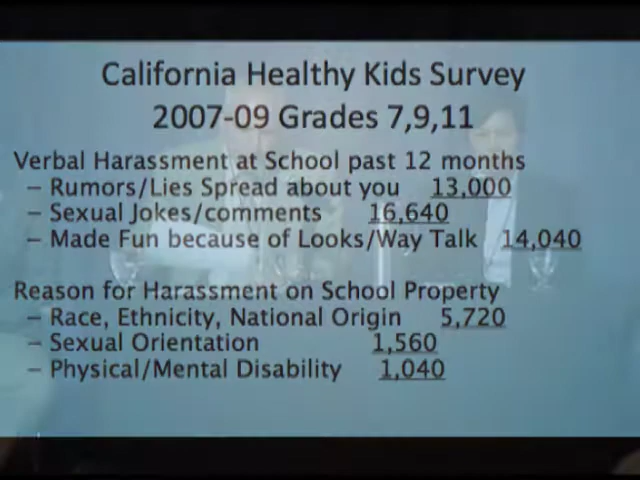 California Healthy Kids Survey
2007-09 Grades 7,9,11
Verbal Harassment at School past 12 months
– Rumors/Lies Spread about you 13,000
– Sexual Jokes/comments 16,640
– Made Fun because of Looks/Way Talk 14,040
Reason for Harassment on School Property
– Race, Ethnicity, National Origin 5,720
– Sexual Orientation 1,560
– Physical/Mental Disability 1,040